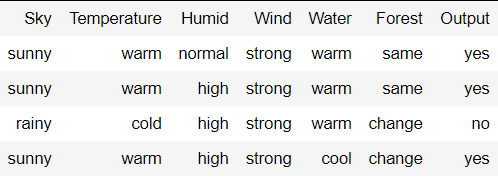 Sky Temperature Humid Wind Water Forest Output
sunny warm normal strong warm same yes
sunny warm high strong warm same yes
rainy cold high strong warm change no
sunny warm high strong cool change yes